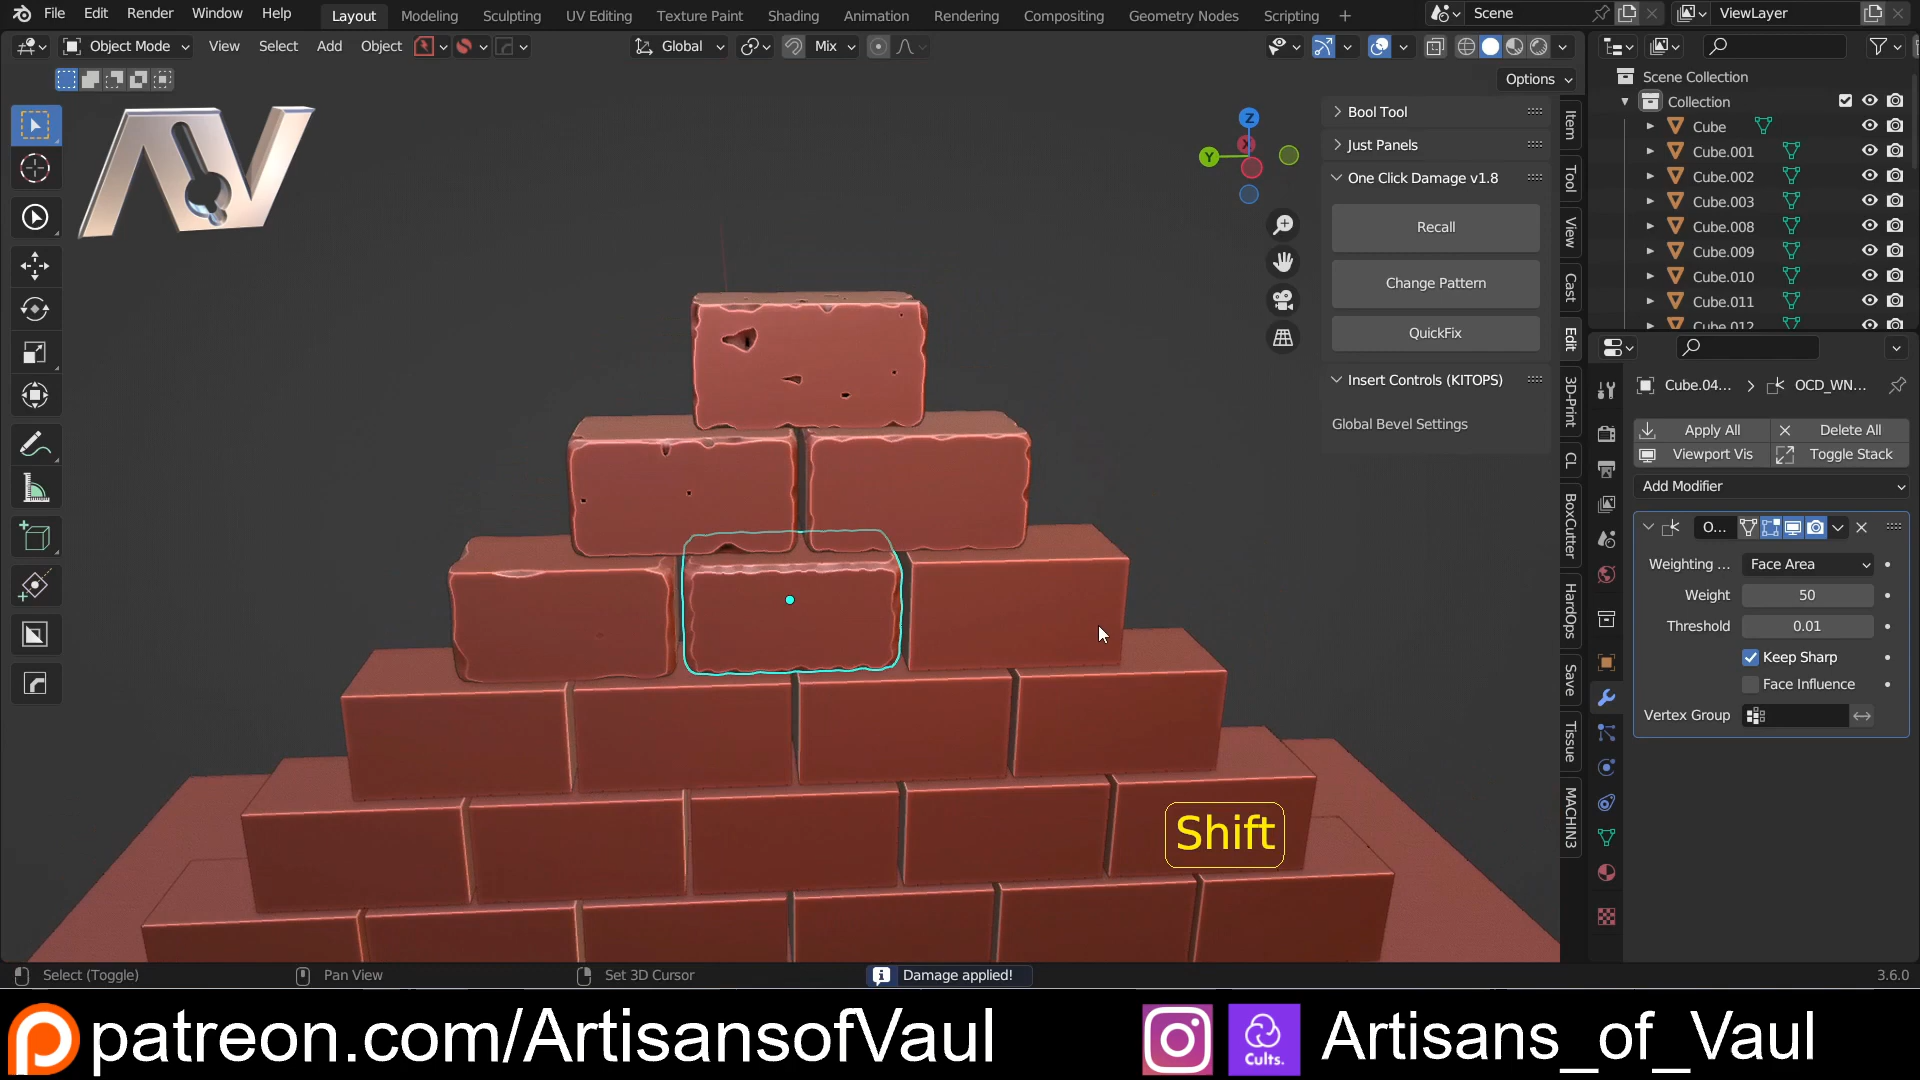 File Edit Render Window Help Layout Modeling Sculpting UV Editing Texture Paint Shading Animation Rendering Compositing Geometry Nodes Scripting + Scene ViewLayer
Object Mode View Select Add Object Global Mix
Options
Scene Collection
Collection
Cube
Cube.001
Cube.002
Cube.003
Cube.008
Cube.009
Cube.010
Cube.011
Cube.012
AV
Z
Y
X
Bool Tool
Just Panels
One Click Damage v1.8
Recall
Change Pattern
QuickFix
Insert Controls (KITOPS)
Global Bevel Settings
Item
Tool
View
Cast
Edit
3D-Print
CL
BoxCutter
HardOps
Save
Tissue
MACHIN3
Cube.04... OCD_WN...
Apply All Delete All
Viewport Vis Toggle Stack
Add Modifier
O...
Weighting ... Face Area
Weight 50
Threshold 0.01
Keep Sharp
Face Influence
Vertex Group
Shift
Select (Toggle) Pan View Set 3D Cursor Damage applied! 3.6.0
patreon.com/ArtisansofVaul Cults. Artisans_of_Vaul